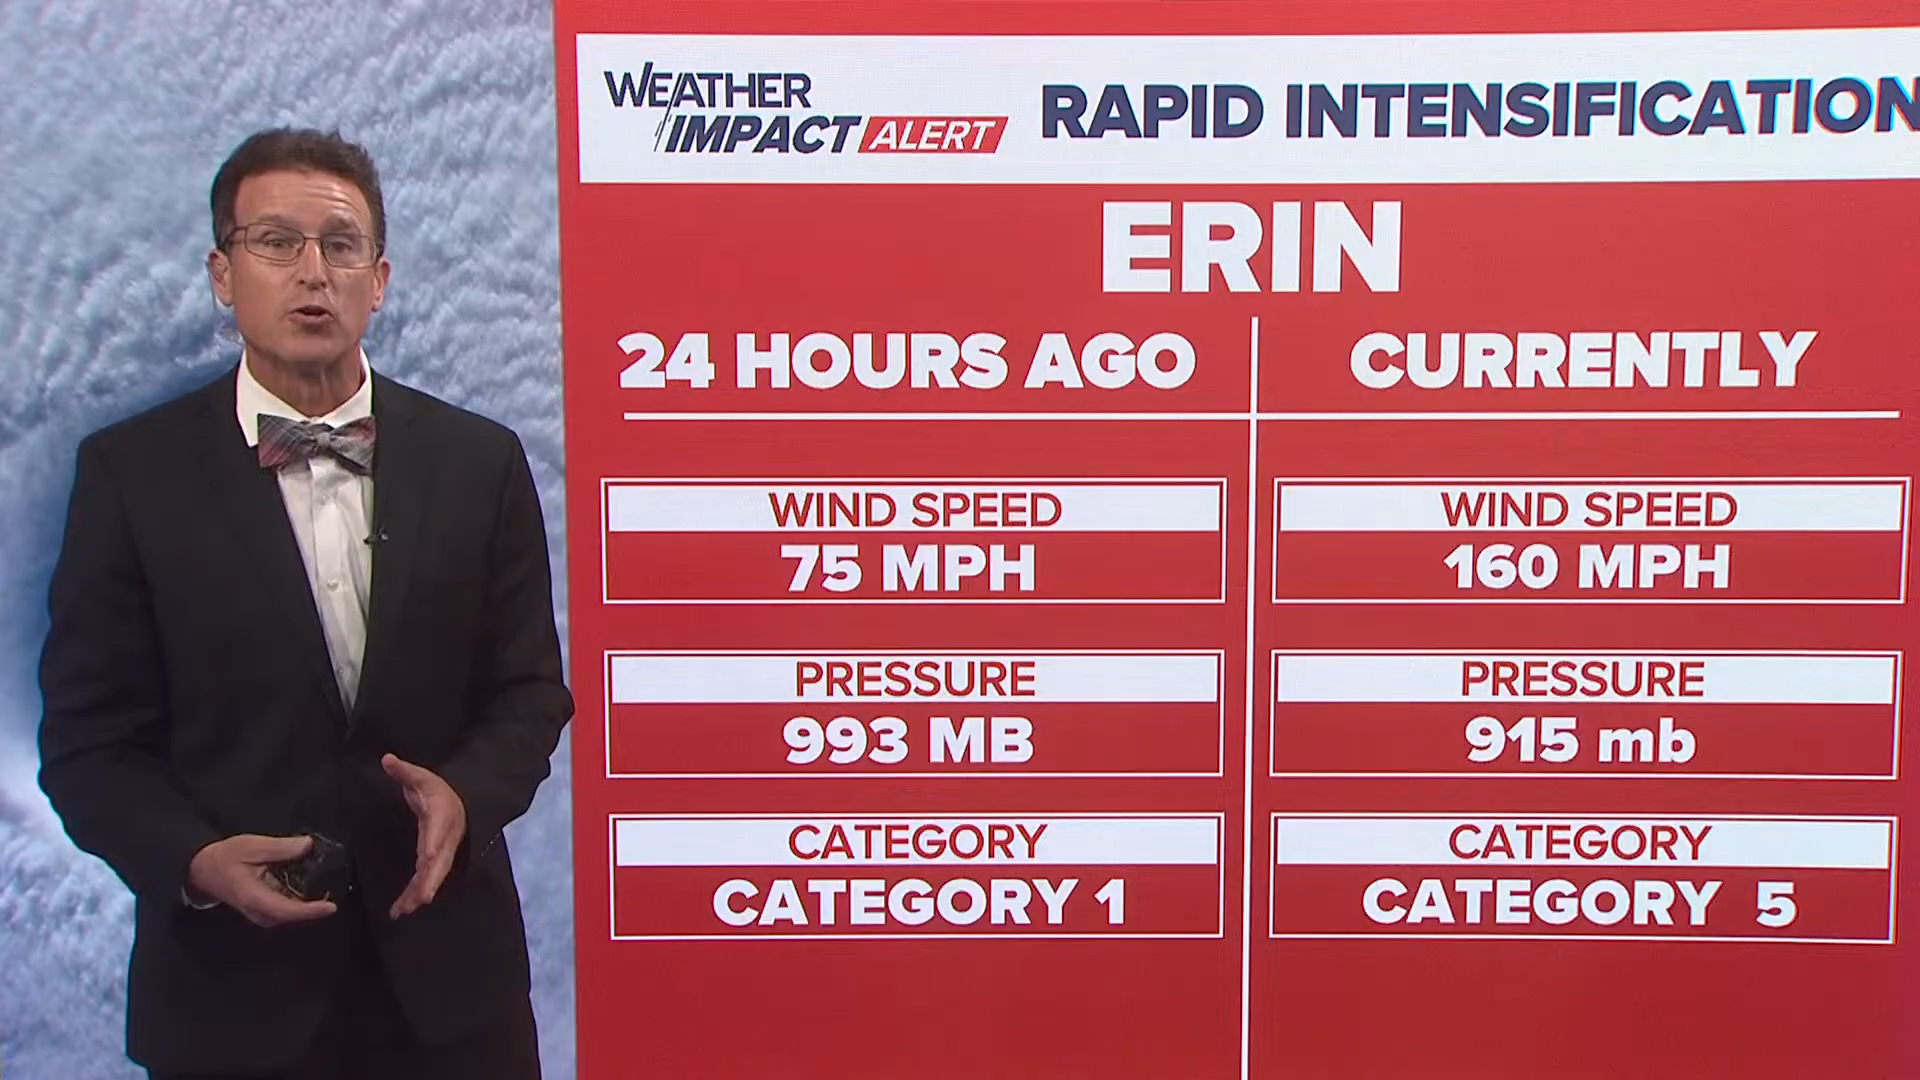 WEATHER
IMPACT ALERT
RAPID INTENSIFICATION
ERIN
24 HOURS AGO
CURRENTLY
WIND SPEED
75 MPH
WIND SPEED
160 MPH
PRESSURE
993 MB
PRESSURE
915 mb
CATEGORY
CATEGORY 1
CATEGORY
CATEGORY 5